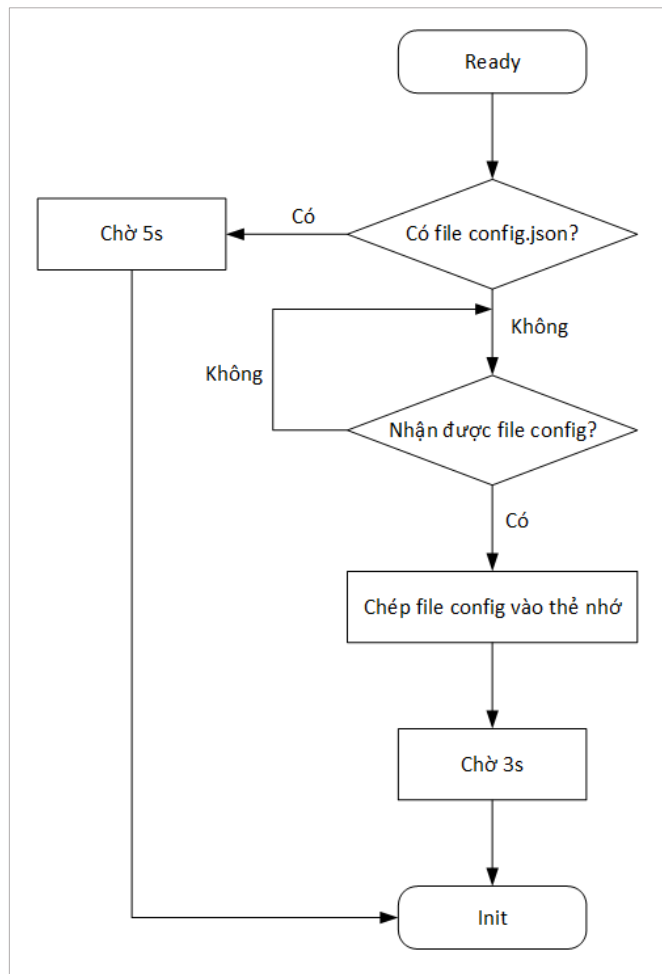 Ready
Có file config.json?
Có
Chờ 5s
Không
Không
Nhận được file config?
Có
Chép file config vào thẻ nhớ
Chờ 3s
Init